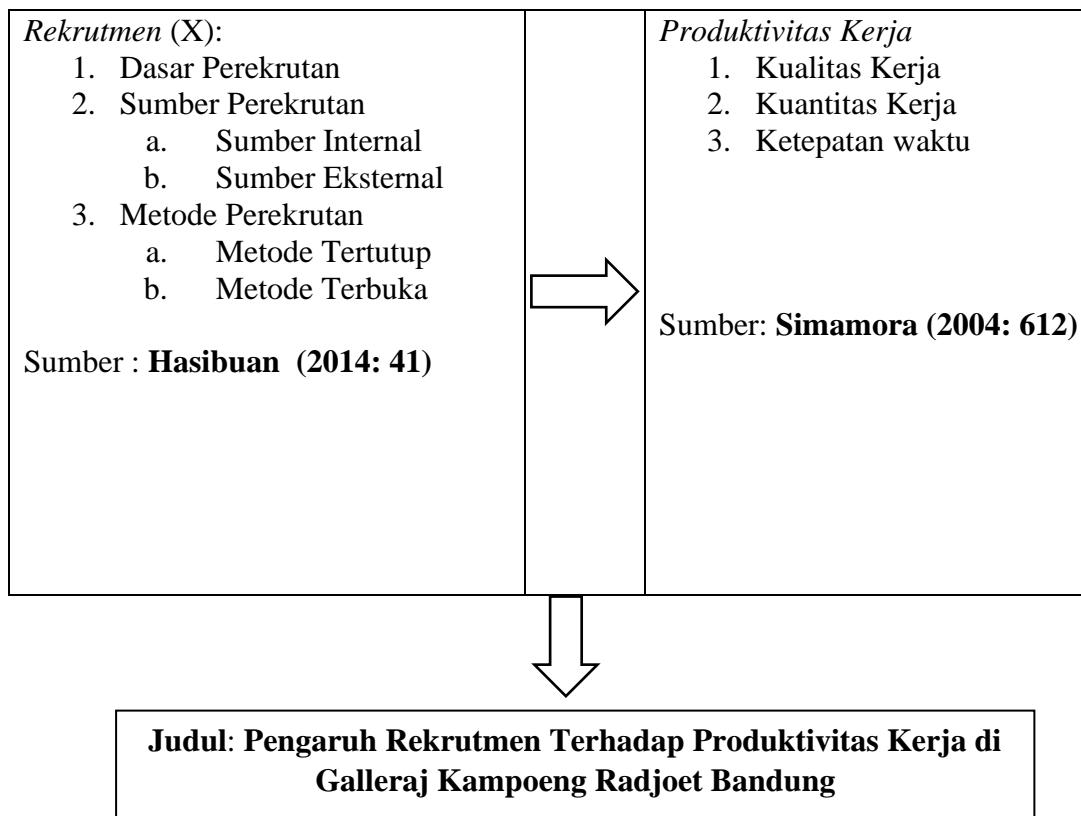 Rekrutmen (X):
1. Dasar Perekrutan
2. Sumber Perekrutan
a. Sumber Internal
b. Sumber Eksternal
3. Metode Perekrutan
a. Metode Tertutup
b. Metode Terbuka
Sumber : Hasibuan (2014: 41)
Produktivitas Kerja
1. Kualitas Kerja
2. Kuantitas Kerja
3. Ketepatan waktu
Sumber: Simamora (2004: 612)
Judul: Pengaruh Rekrutmen Terhadap Produktivitas Kerja di
Galleraj Kampoeng Radjoet Bandung